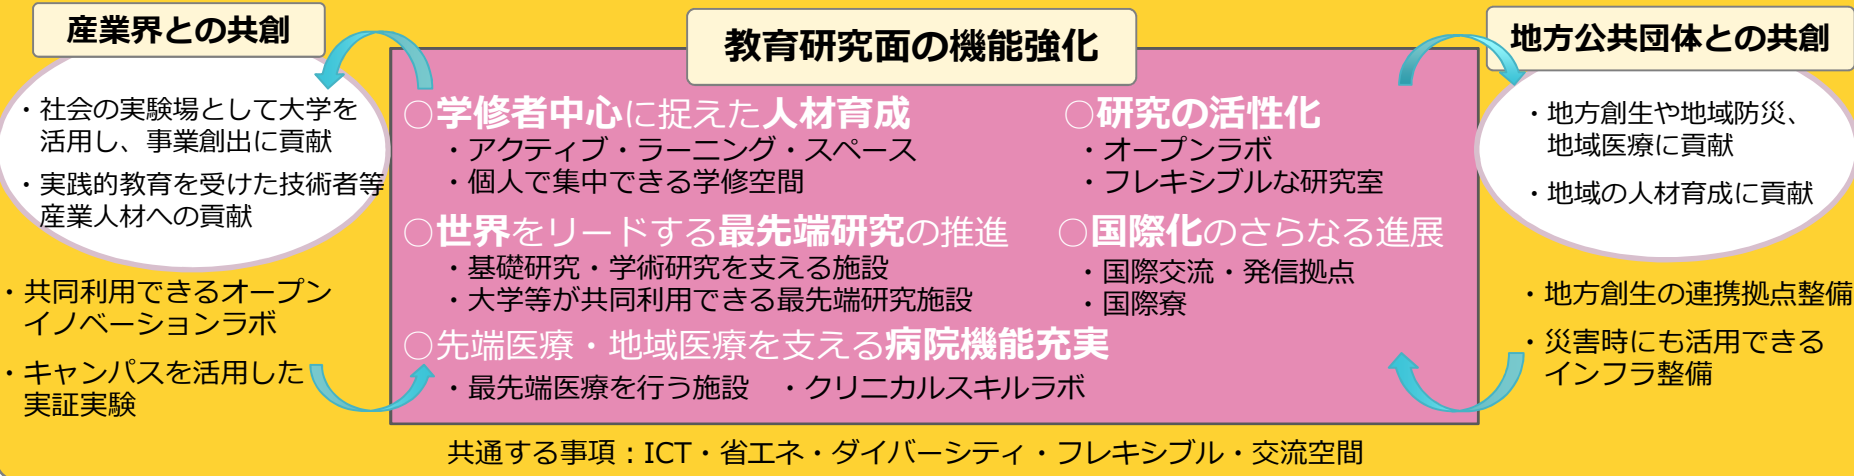 産業界との共創
・社会の実験場として大学を
活用し、事業創出に貢献
・実践的教育を受けた技術者等
産業人材への貢献
・共同利用できるオープン
イノベーションラボ
・キャンパスを活用した
実証実験
教育研究面の機能強化
○学修者中心に捉えた人材育成
・アクティブ・ラーニング・スペース
・個人で集中できる学修空間
○研究の活性化
・オープンラボ
・フレキシブルな研究室
○世界をリードする最先端研究の推進
・基礎研究・学術研究を支える施設
・大学等が共同利用できる最先端研究施設
○国際化のさらなる進展
・国際交流・発信拠点
・国際寮
○先端医療・地域医療を支える病院機能充実
・最先端医療を行う施設　・クリニカルスキルラボ
地方公共団体との共創
・地方創生や地域防災、
地域医療に貢献
・地域の人材育成に貢献
・地方創生の連携拠点整備
・災害時にも活用できる
インフラ整備
共通する事項：ICT・省エネ・ダイバーシティ・フレキシブル・交流空間